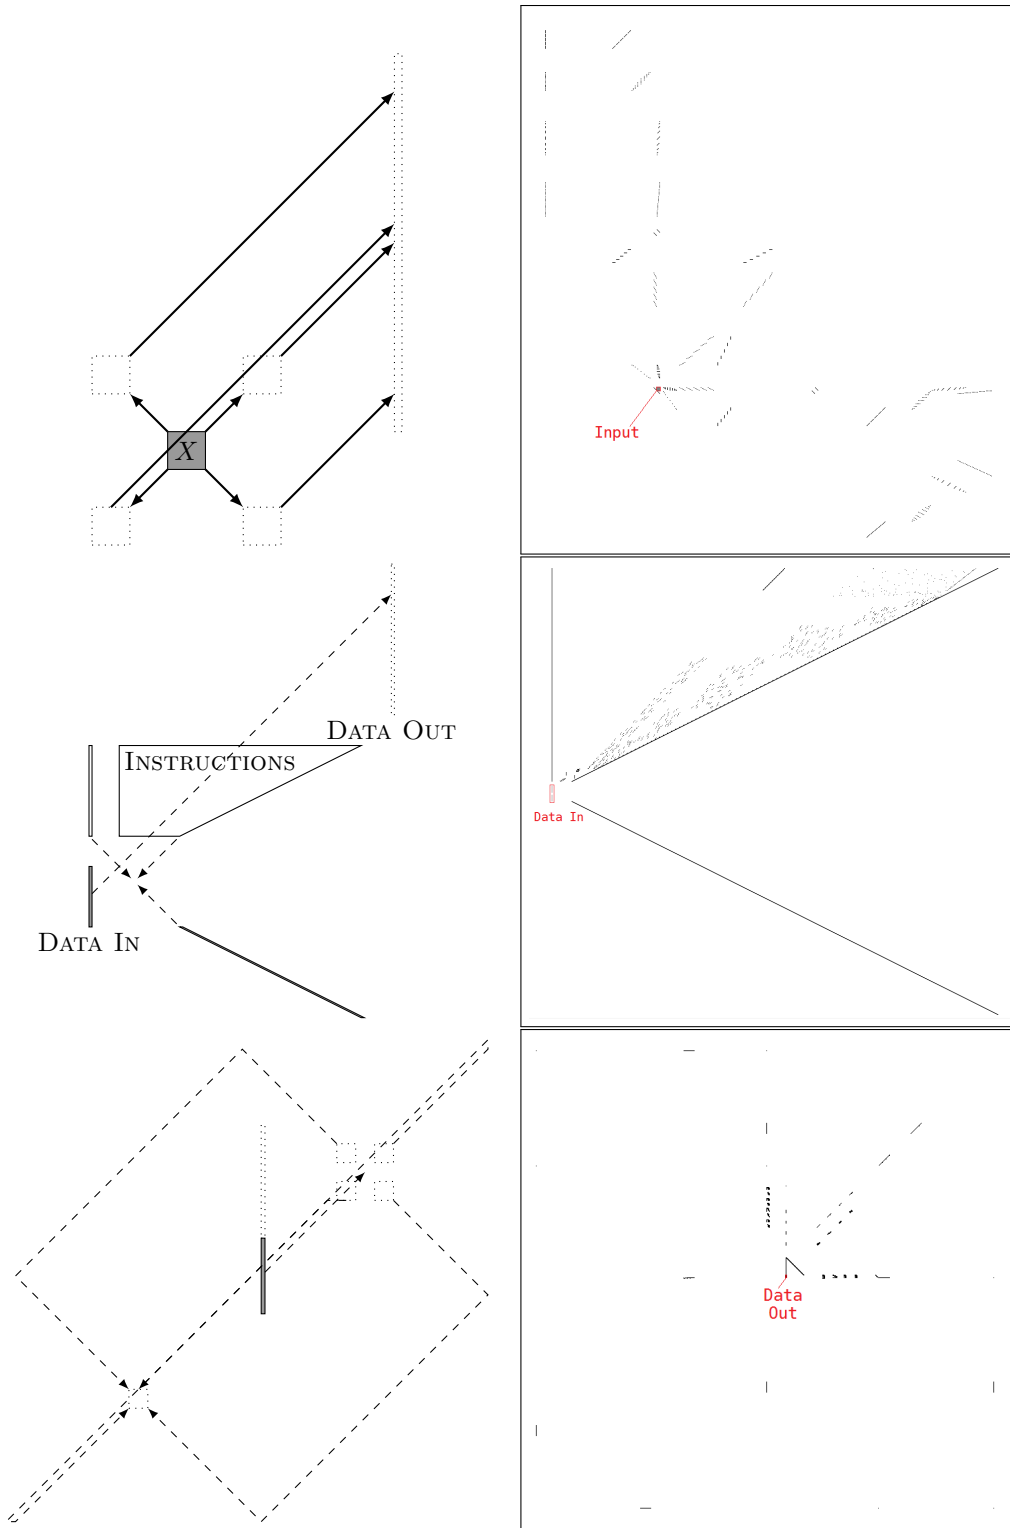 X
Input
DATA OUT
INSTRUCTIONS
DATA IN
Data In
Data
Out